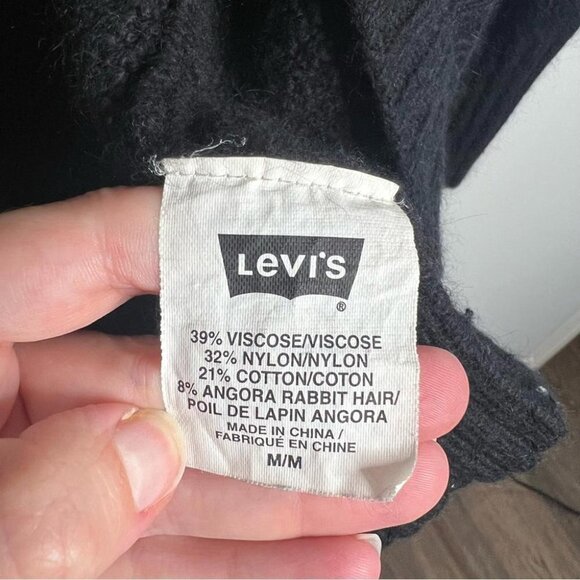 Levi's
®
39% VISCOSE/VISCOSE
32% NYLON/NYLON
21% COTTON/COTON
8% ANGORA RABBIT HAIR/
POIL DE LAPIN ANGORA
MADE IN CHINA /
FABRIQUÉ EN CHINE
M/M